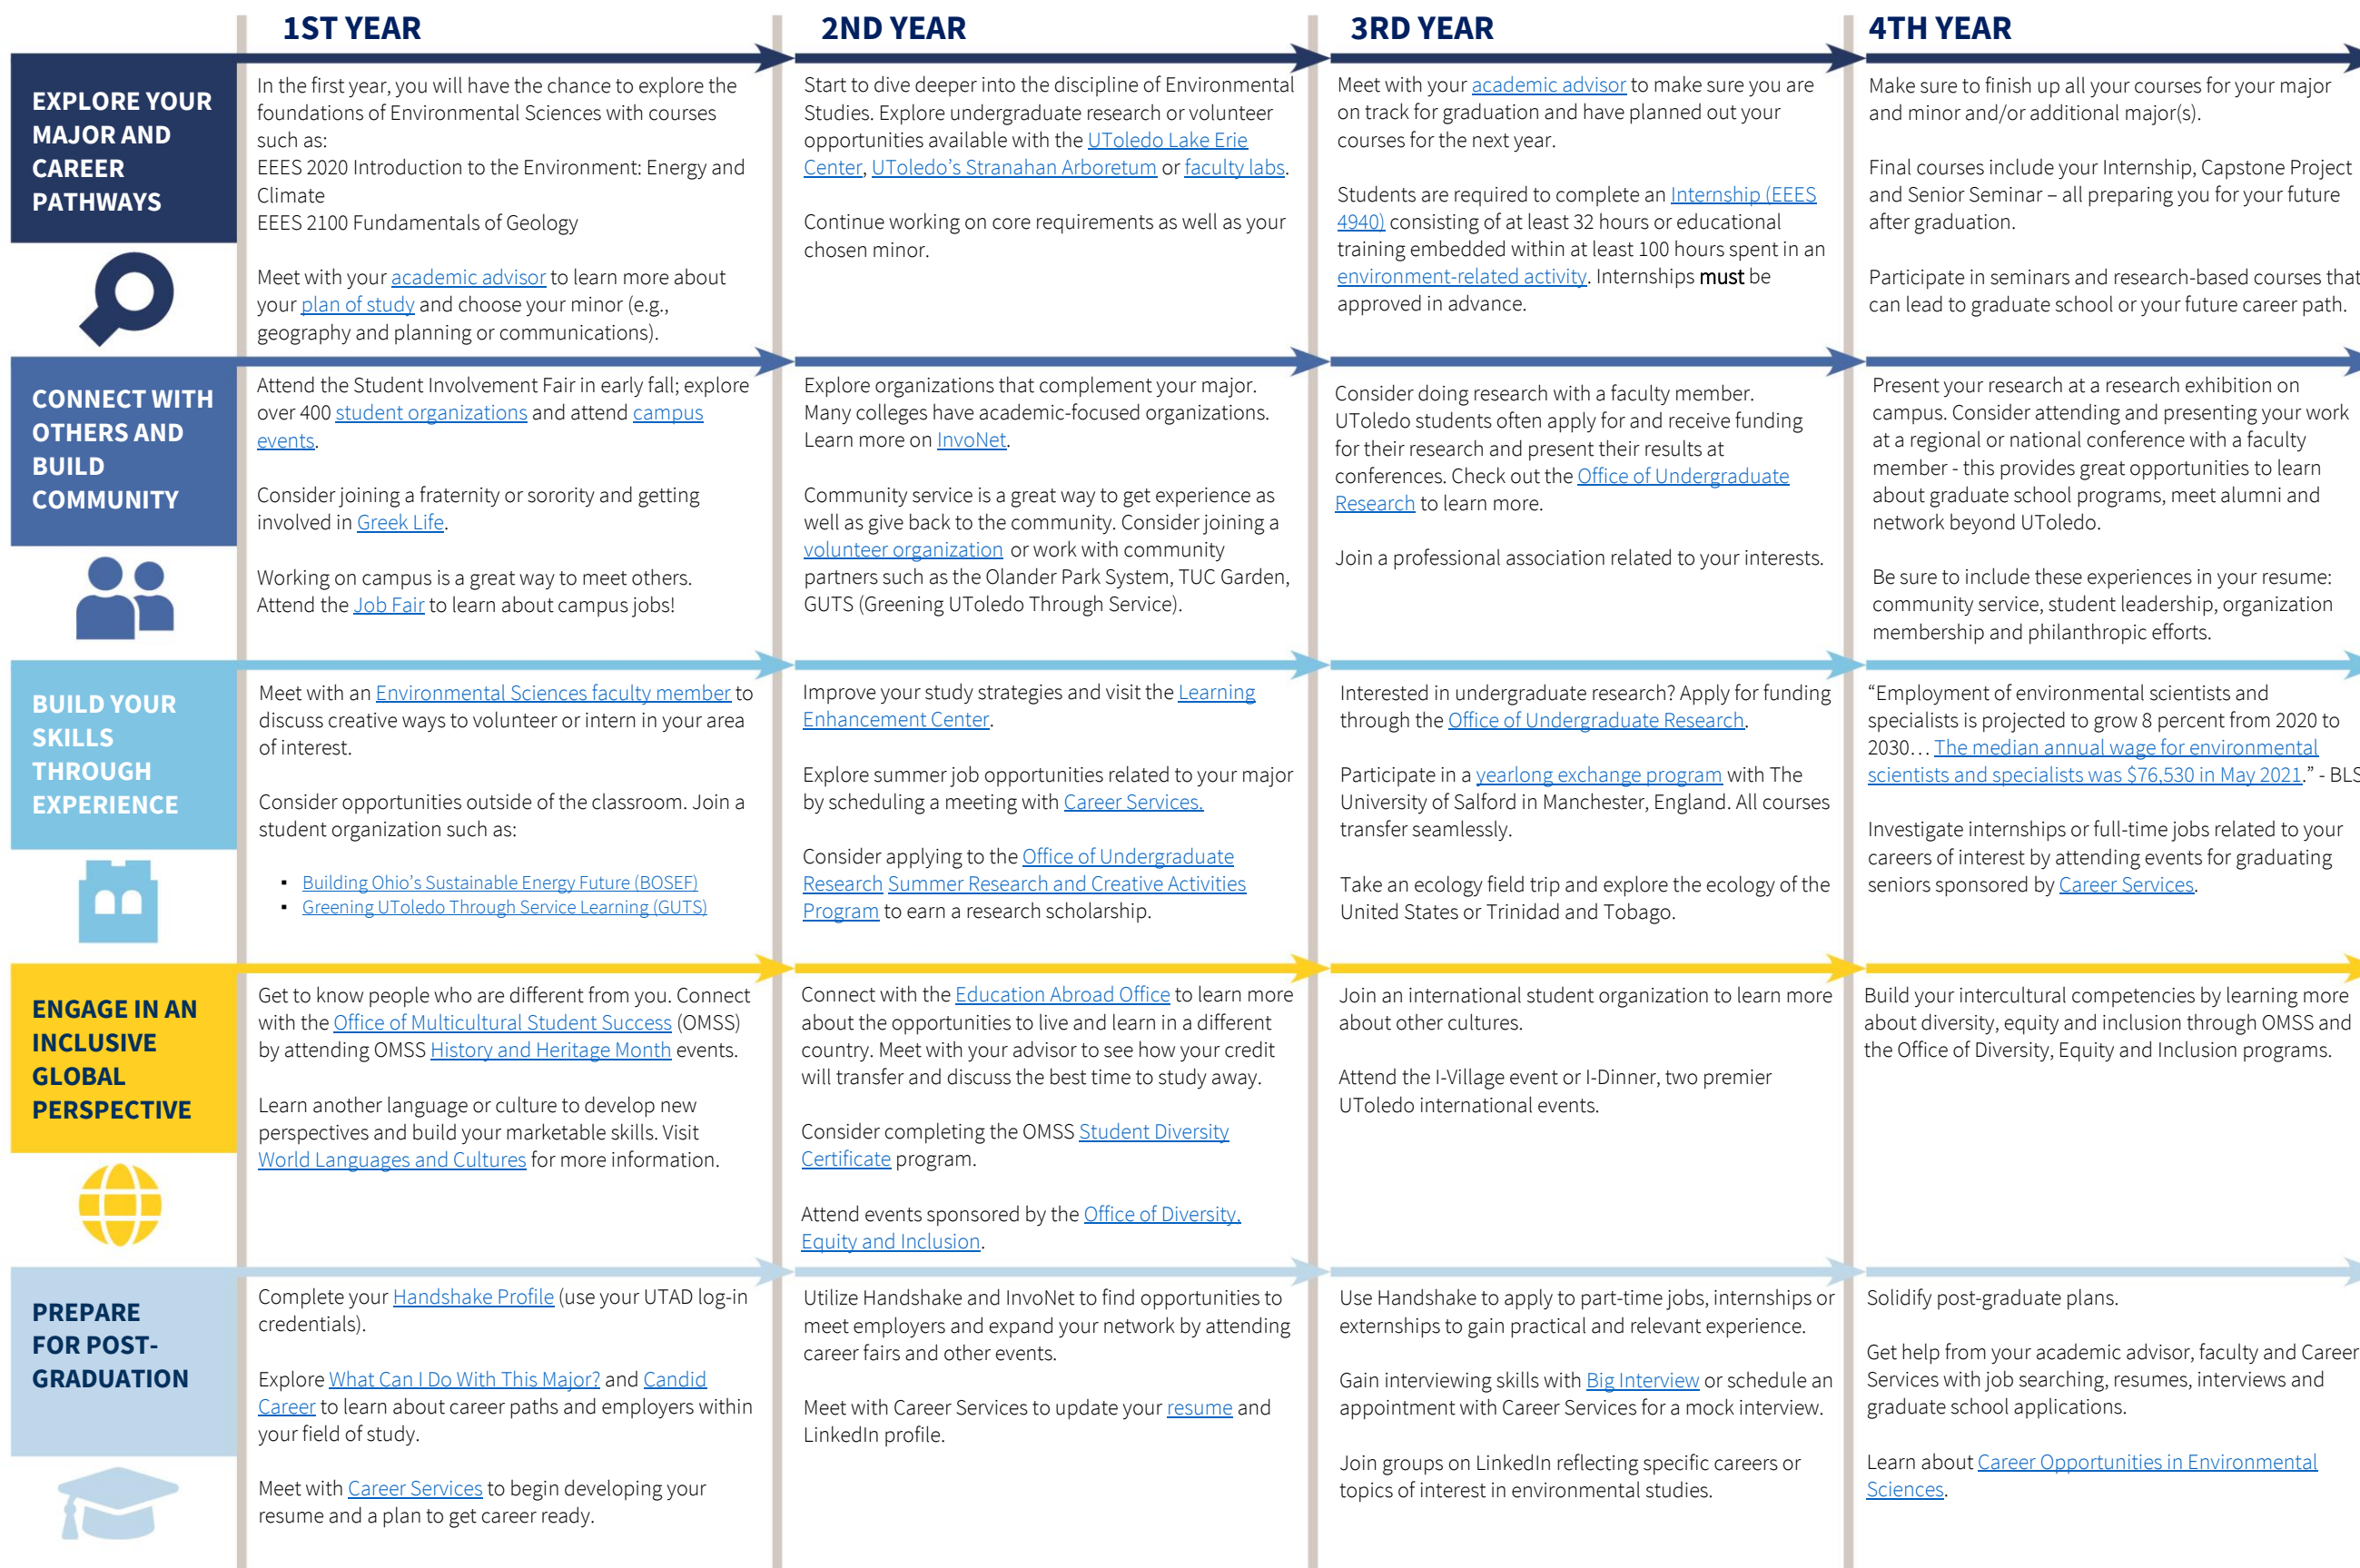 1ST YEAR
2ND YEAR
3RD YEAR
4TH YEAR
EXPLORE YOUR
MAJOR AND
CAREER
PATHWAYS
In the first year, you will have the chance to explore the
foundations of Environmental Sciences with courses
such as:
EEES 2020 Introduction to the Environment: Energy and
Climate
EEES 2100 Fundamentals of Geology
Meet with your academic advisor to learn more about
your plan of study and choose your minor (e.g.,
geography and planning or communications).
Start to dive deeper into the discipline of Environmental
Studies. Explore undergraduate research or volunteer
opportunities available with the UToledo Lake Erie
Center, UToledo’s Stranahan Arboretum or faculty labs.
Continue working on core requirements as well as your
chosen minor.
Meet with your academic advisor to make sure you are
on track for graduation and have planned out your
courses for the next year.
Students are required to complete an Internship (EEES
4940) consisting of at least 32 hours or educational
training embedded within at least 100 hours spent in an
environment-related activity. Internships must be
approved in advance.
Make sure to finish up all your courses for your major
and minor and/or additional major(s).
Final courses include your Internship, Capstone Project
and Senior Seminar – all preparing you for your future
after graduation.
Participate in seminars and research-based courses that
can lead to graduate school or your future career path.
CONNECT WITH
OTHERS AND
BUILD
COMMUNITY
Attend the Student Involvement Fair in early fall; explore
over 400 student organizations and attend campus
events.
Consider joining a fraternity or sorority and getting
involved in Greek Life.
Working on campus is a great way to meet others.
Attend the Job Fair to learn about campus jobs!
Explore organizations that complement your major.
Many colleges have academic-focused organizations.
Learn more on InvoNet.
Community service is a great way to get experience as
well as give back to the community. Consider joining a
volunteer organization or work with community
partners such as the Olander Park System, TUC Garden,
GUTS (Greening UToledo Through Service).
Consider doing research with a faculty member.
UToledo students often apply for and receive funding
for their research and present their results at
conferences. Check out the Office of Undergraduate
Research to learn more.
Join a professional association related to your interests.
Present your research at a research exhibition on
campus. Consider attending and presenting your work
at a regional or national conference with a faculty
member - this provides great opportunities to learn
about graduate school programs, meet alumni and
network beyond UToledo.
Be sure to include these experiences in your resume:
community service, student leadership, organization
membership and philanthropic efforts.
BUILD YOUR
SKILLS
THROUGH
EXPERIENCE
Meet with an Environmental Sciences faculty member to
discuss creative ways to volunteer or intern in your area
of interest.
Consider opportunities outside of the classroom. Join a
student organization such as:
▪ Building Ohio’s Sustainable Energy Future (BOSEF)
▪ Greening UToledo Through Service Learning (GUTS)
Improve your study strategies and visit the Learning
Enhancement Center.
Explore summer job opportunities related to your major
by scheduling a meeting with Career Services.
Consider applying to the Office of Undergraduate
Research Summer Research and Creative Activities
Program to earn a research scholarship.
Interested in undergraduate research? Apply for funding
through the Office of Undergraduate Research.
Participate in a yearlong exchange program with The
University of Salford in Manchester, England. All courses
transfer seamlessly.
Take an ecology field trip and explore the ecology of the
United States or Trinidad and Tobago.
“Employment of environmental scientists and
specialists is projected to grow 8 percent from 2020 to
2030… The median annual wage for environmental
scientists and specialists was $76,530 in May 2021.” - BLS
Investigate internships or full-time jobs related to your
careers of interest by attending events for graduating
seniors sponsored by Career Services.
ENGAGE IN AN
INCLUSIVE
GLOBAL
PERSPECTIVE
Get to know people who are different from you. Connect
with the Office of Multicultural Student Success (OMSS)
by attending OMSS History and Heritage Month events.
Learn another language or culture to develop new
perspectives and build your marketable skills. Visit
World Languages and Cultures for more information.
Connect with the Education Abroad Office to learn more
about the opportunities to live and learn in a different
country. Meet with your advisor to see how your credit
will transfer and discuss the best time to study away.
Consider completing the OMSS Student Diversity
Certificate program.
Attend events sponsored by the Office of Diversity,
Equity and Inclusion.
Join an international student organization to learn more
about other cultures.
Attend the I-Village event or I-Dinner, two premier
UToledo international events.
Build your intercultural competencies by learning more
about diversity, equity and inclusion through OMSS and
the Office of Diversity, Equity and Inclusion programs.
PREPARE
FOR POST-
GRADUATION
Complete your Handshake Profile (use your UTAD log-in
credentials).
Explore What Can I Do With This Major? and Candid
Career to learn about career paths and employers within
your field of study.
Meet with Career Services to begin developing your
resume and a plan to get career ready.
Utilize Handshake and InvoNet to find opportunities to
meet employers and expand your network by attending
career fairs and other events.
Meet with Career Services to update your resume and
LinkedIn profile.
Use Handshake to apply to part-time jobs, internships or
externships to gain practical and relevant experience.
Gain interviewing skills with Big Interview or schedule an
appointment with Career Services for a mock interview.
Join groups on LinkedIn reflecting specific careers or
topics of interest in environmental studies.
Solidify post-graduate plans.
Get help from your academic advisor, faculty and Career
Services with job searching, resumes, interviews and
graduate school applications.
Learn about Career Opportunities in Environmental
Sciences.